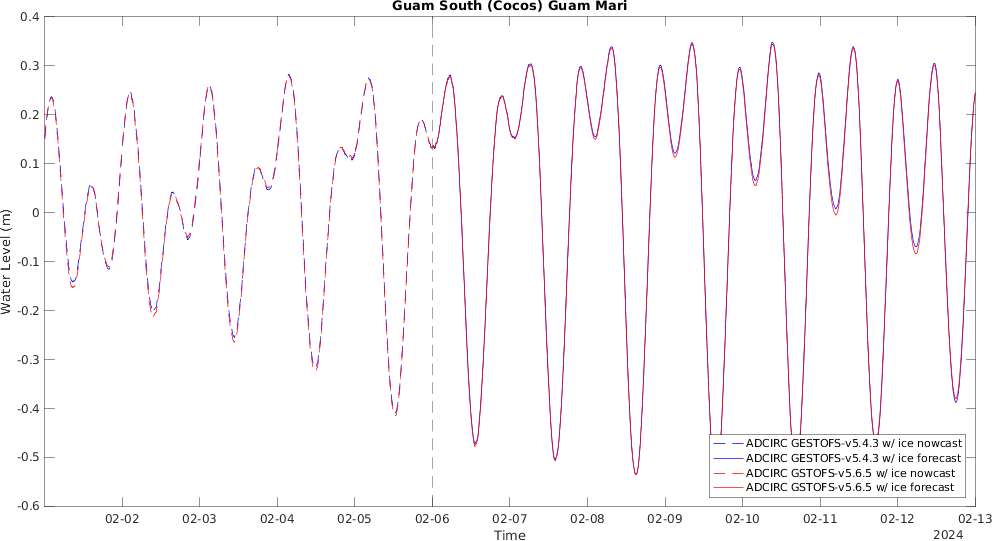 Guam South (Cocos) Guam Mari
Water Level (m)
0.4
0.3
0.2
0.1
0
-0.1
-0.2
-0.3
-0.4
-0.5
-0.6
ADCIRC GESTOFS-v5.4.3 w/ ice nowcast
ADCIRC GESTOFS-v5.4.3 w/ ice forecast
ADCIRC GSTOFS-v5.6.5 w/ ice nowcast
ADCIRC GSTOFS-v5.6.5 w/ ice forecast
02-02 02-03 02-04 02-05 02-06 02-07 02-08 02-09 02-10 02-11 02-12 02-13
Time
2024